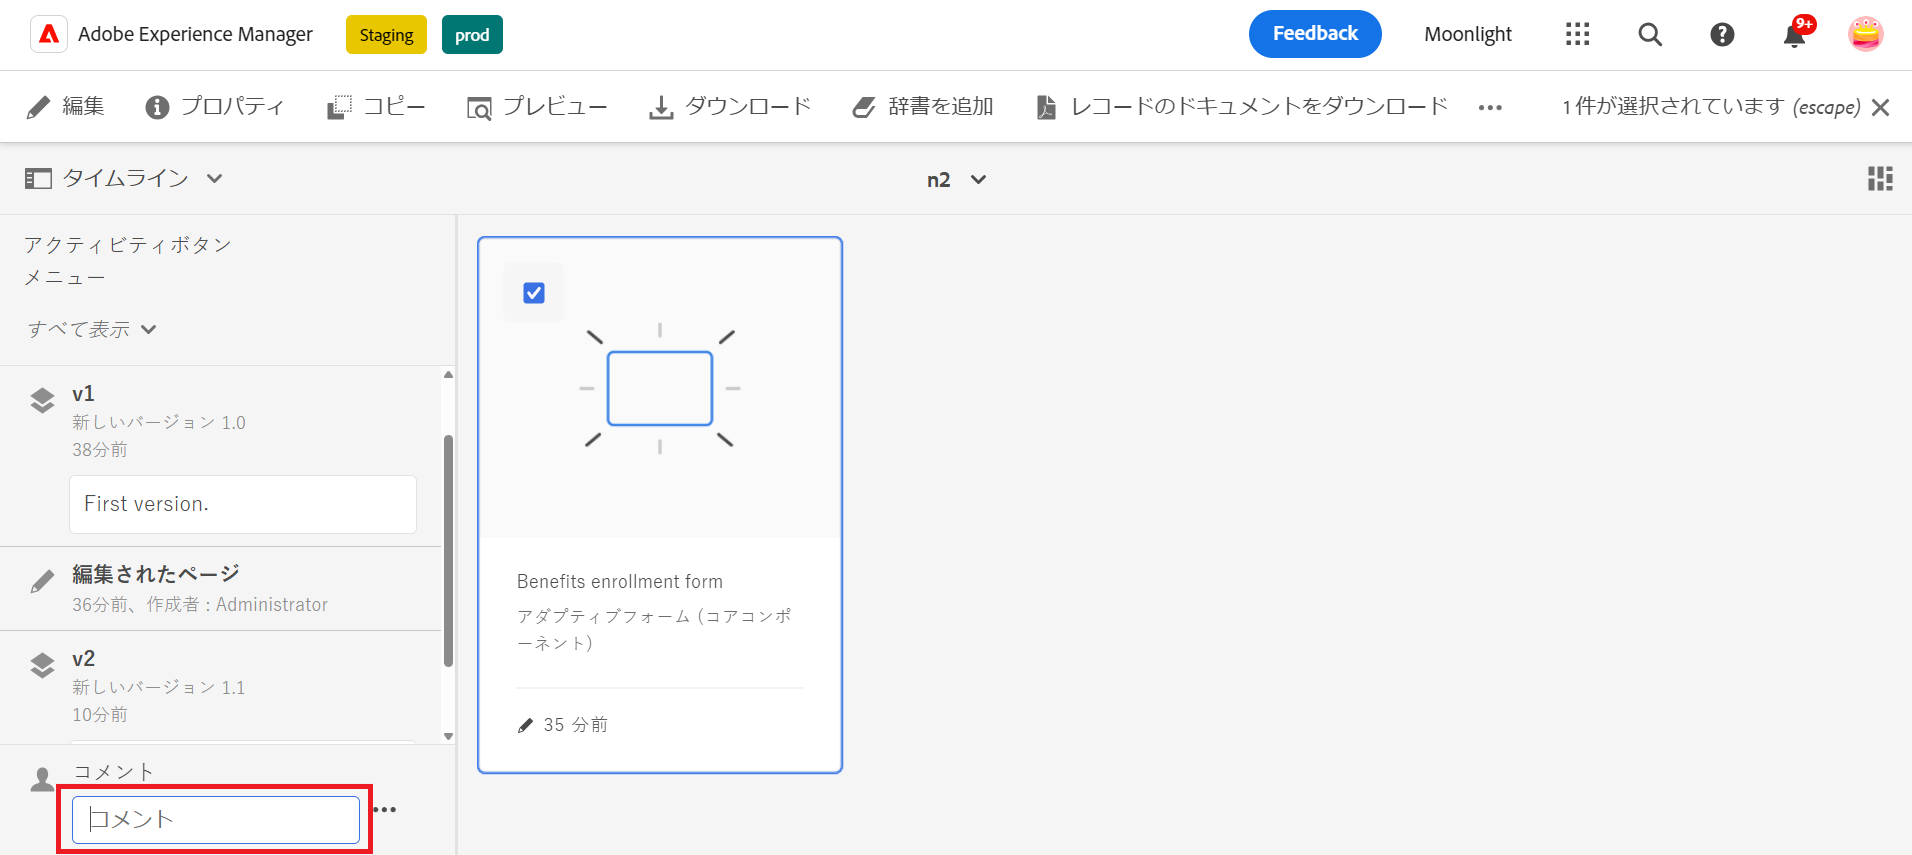 Adobe Experience Manager
Staging
prod
Feedback
Moonlight
9+
編集
プロパティ
コピー
プレビュー
ダウンロード
辞書を追加
レコードのドキュメントをダウンロード
1 件が選択されています (escape)
タイムライン
n2
アクティビティボタン
メニュー
すべて表示
v1
新しいバージョン 1.0
38分前
First version.
編集されたページ
36分前、作成者 : Administrator
v2
新しいバージョン 1.1
10分前
コメント
コメント
Benefits enrollment form
アダプティブフォーム (コアコンポ
ーネント)
35 分前